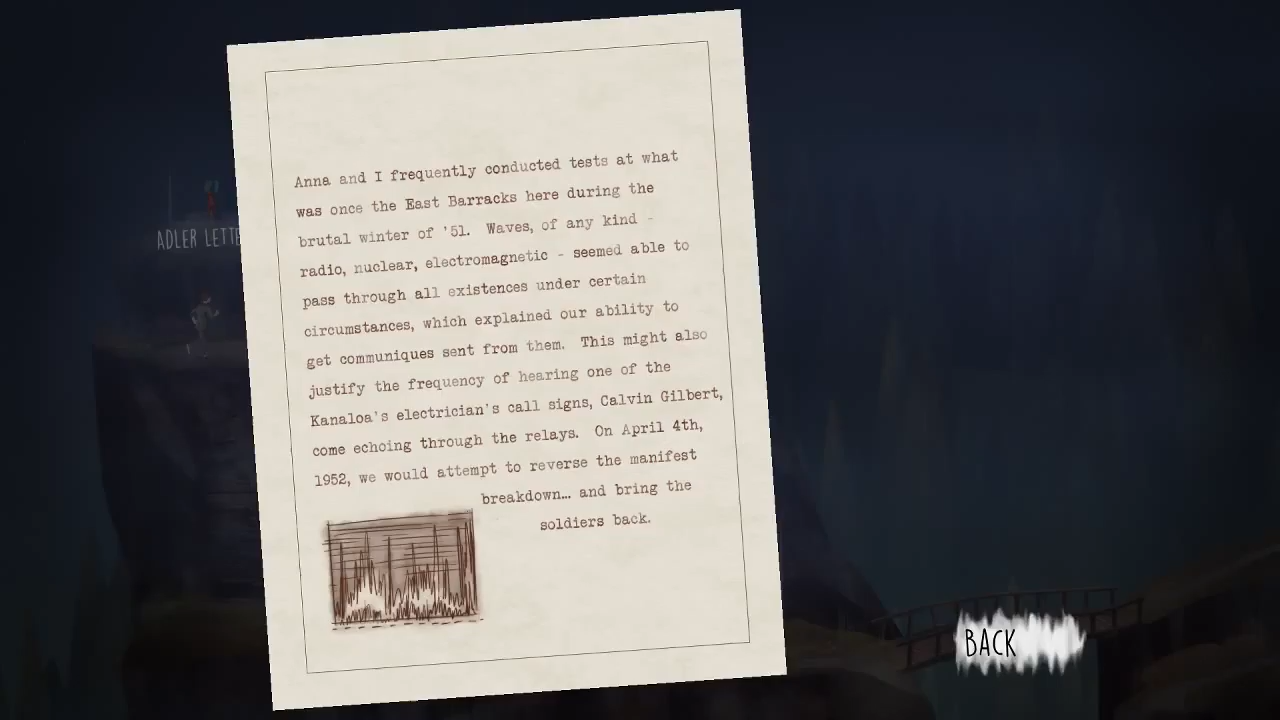 ADLER LETTE
Anna and I frequently conducted tests at what
was once the East Barracks here during the
brutal winter of '51. Waves, of any kind -
radio, nuclear, electromagnetic - seemed able to
pass through all existences under certain
circumstances, which explained our ability to
get communiques sent from them. This might also
justify the frequency of hearing one of the
Kanaloa's electrician's call signs, Calvin Gilbert,
come echoing through the relays. On April 4th,
1952, we would attempt to reverse the manifest
breakdown... and bring the
soldiers back.
BACK